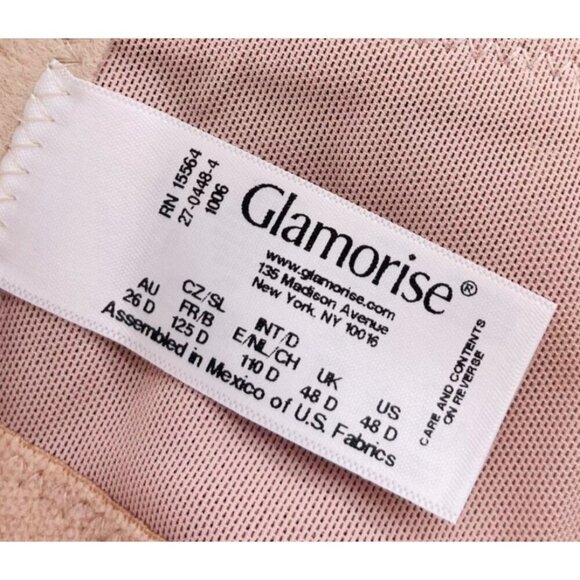 RN 15564
27-0448-4
1006
Glamorise®
www.glamorise.com
135 Madison Avenue
New York, NY 10016
AU CZ/SL FR/B INT/D E/NL/CH UK US
26 D 125 D 110 D 48 D 48 D
Assembled in Mexico of U.S. Fabrics
CARE AND CONTENTS
ON REVERSE